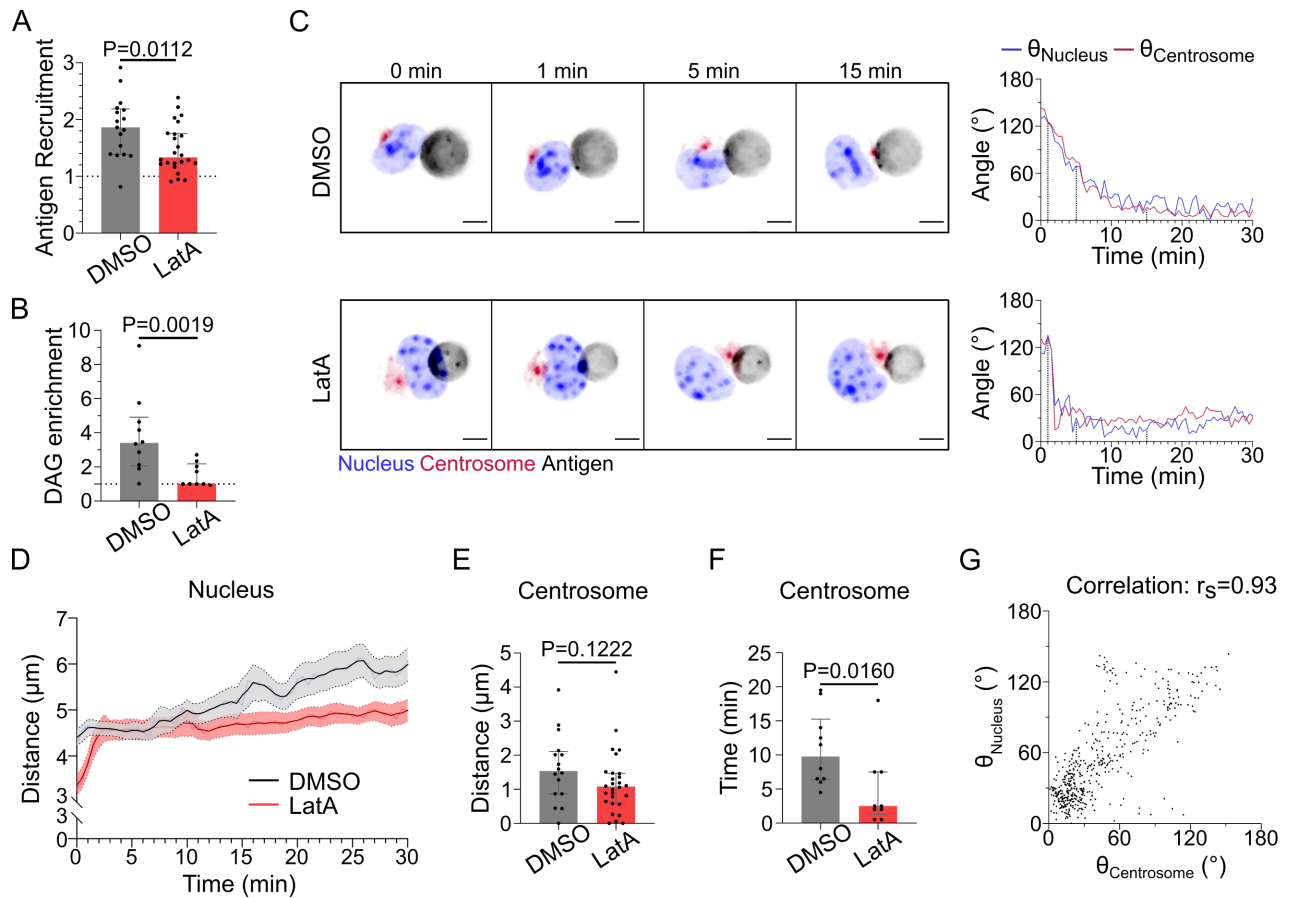 A
P=0.0112
Antigen Recruitment
3
2
1
0
DMSO
LatA
B
P=0.0019
DAG enrichment
10
8
6
4
2
0
DMSO
LatA
C
0 min 1 min 5 min 15 min
DMSO
LatA
Nucleus Centrosome Antigen
θNucleus θCentrosome
180
120
60
0
Angle (°)
0 10 20 30
Time (min)
180
120
60
0
Angle (°)
0 10 20 30
Time (min)
D
Nucleus
7
6
5
4
3
3
0
Distance (µm)
DMSO
LatA
0 5 10 15 20 25 30
Time (min)
E
Centrosome
P=0.1222
5
4
3
2
1
0
Distance (µm)
DMSO
LatA
F
Centrosome
P=0.0160
25
20
15
10
5
0
Time (min)
DMSO
LatA
G
Correlation: rs=0.93
180
120
60
0
θNucleus (°)
0 60 120 180
θCentrosome (°)